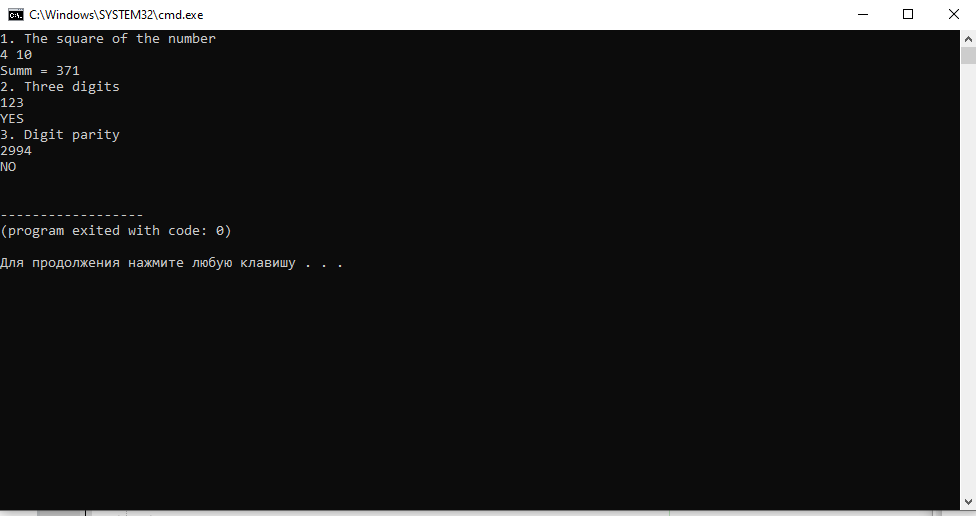 C:\Windows\SYSTEM32\cmd.exe
1. The square of the number
4 10
Summ = 371
2. Three digits
123
YES
3. Digit parity
2994
NO
------------------
(program exited with code: 0)
Для продолжения нажмите любую клавишу . . .